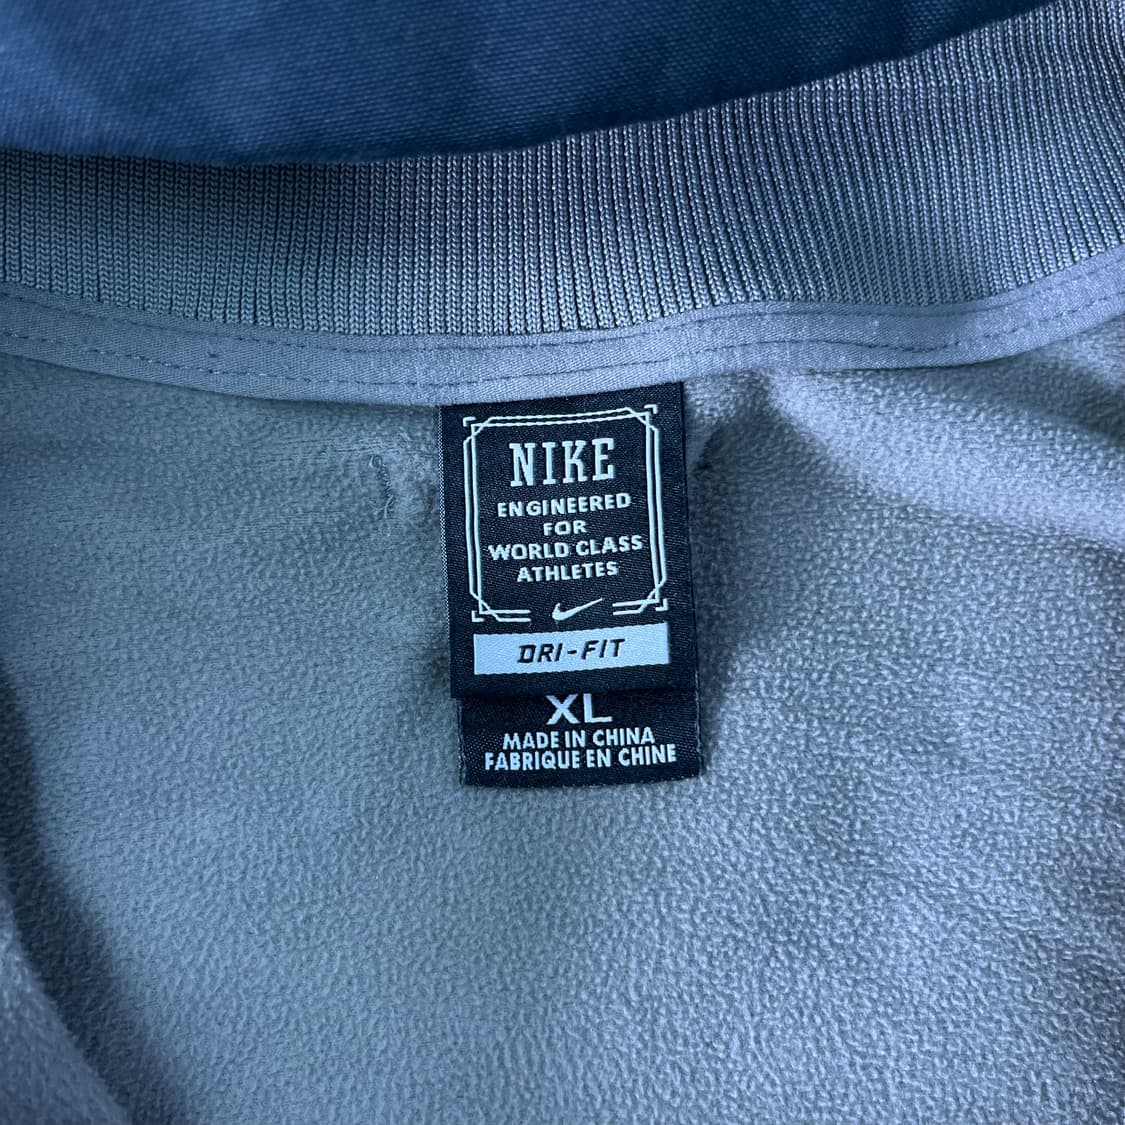 NIKE
ENGINEERED
FOR
WORLD CLASS
ATHLETES
DRI-FIT
XL
MADE IN CHINA
FABRIQUE EN CHINE